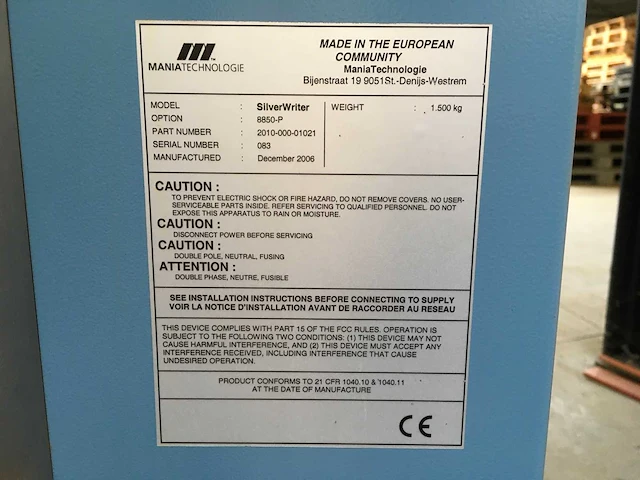 MANIATECHNOLOGIE
MADE IN THE EUROPEAN
COMMUNITY
ManiaTechnologie
Bijenstraat 19 9051St.-Denijs-Westrem
MODEL : SilverWriter
OPTION : 8850-P
PART NUMBER : 2010-000-01021
SERIAL NUMBER : 083
MANUFACTURED : December 2006
WEIGHT : 1.500 kg
CAUTION :
TO PREVENT ELECTRIC SHOCK OR FIRE HAZARD, DO NOT REMOVE COVERS. NO USER-
SERVICEABLE PARTS INSIDE. REFER SERVICING TO QUALIFIED PERSONNEL. DO NOT
EXPOSE THIS APPARATUS TO RAIN OR MOISTURE.
CAUTION :
DISCONNECT POWER BEFORE SERVICING
CAUTION :
DOUBLE POLE, NEUTRAL, FUSING
ATTENTION :
DOUBLE PHASE, NEUTRE, FUSIBLE
SEE INSTALLATION INSTRUCTIONS BEFORE CONNECTING TO SUPPLY
VOIR LA NOTICE D'INSTALLATION AVANT DE RACCORDER AU RESEAU
THIS DEVICE COMPLIES WITH PART 15 OF THE FCC RULES. OPERATION IS
SUBJECT TO THE FOLLOWING TWO CONDITIONS: (1) THIS DEVICE MAY NOT
CAUSE HARMFUL INTERFERENCE, AND (2) THIS DEVICE MUST ACCEPT ANY
INTERFERENCE RECEIVED, INCLUDING INTERFERENCE THAT CAUSE
UNDESIRED OPERATION.
PRODUCT CONFORMS TO 21 CFR 1040.10 & 1040.11
AT THE DATE OF MANUFACTURE
CE